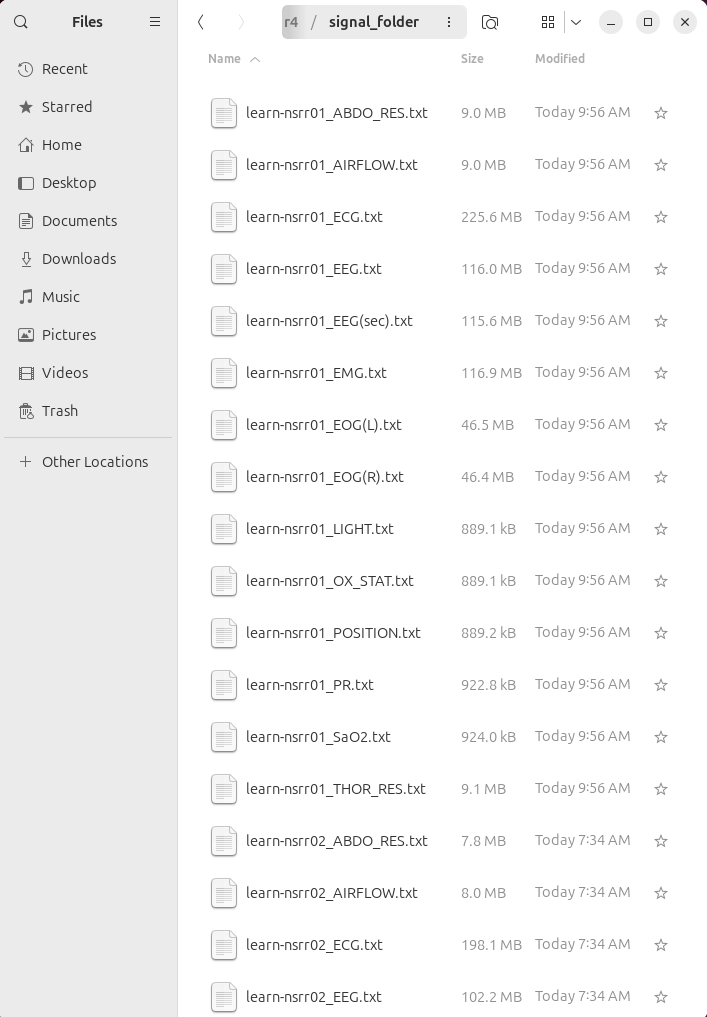 Files
r4 / signal_folder
Recent
Starred
Home
Desktop
Documents
Downloads
Music
Pictures
Videos
Trash
Other Locations
Name Size Modified
learn-nsrr01_ABDO_RES.txt 9.0 MB Today 9:56 AM
learn-nsrr01_AIRFLOW.txt 9.0 MB Today 9:56 AM
learn-nsrr01_ECG.txt 225.6 MB Today 9:56 AM
learn-nsrr01_EEG.txt 116.0 MB Today 9:56 AM
learn-nsrr01_EEG(sec).txt 115.6 MB Today 9:56 AM
learn-nsrr01_EMG.txt 116.9 MB Today 9:56 AM
learn-nsrr01_EOG(L).txt 46.5 MB Today 9:56 AM
learn-nsrr01_EOG(R).txt 46.4 MB Today 9:56 AM
learn-nsrr01_LIGHT.txt 889.1 kB Today 9:56 AM
learn-nsrr01_OX_STAT.txt 889.1 kB Today 9:56 AM
learn-nsrr01_POSITION.txt 889.2 kB Today 9:56 AM
learn-nsrr01_PR.txt 922.8 kB Today 9:56 AM
learn-nsrr01_SaO2.txt 924.0 kB Today 9:56 AM
learn-nsrr01_THOR_RES.txt 9.1 MB Today 9:56 AM
learn-nsrr02_ABDO_RES.txt 7.8 MB Today 7:34 AM
learn-nsrr02_AIRFLOW.txt 8.0 MB Today 7:34 AM
learn-nsrr02_ECG.txt 198.1 MB Today 7:34 AM
learn-nsrr02_EEG.txt 102.2 MB Today 7:34 AM